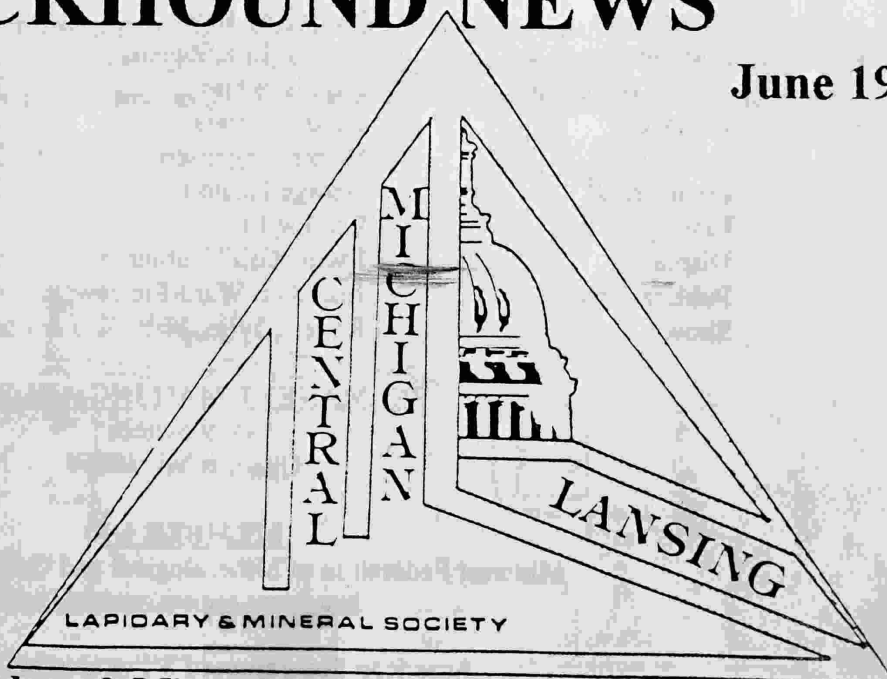 CKHOUND NEWS
June 19
CENTRAL
MICHIGAN
LANSING
LAPIDARY & MINERAL SOCIETY